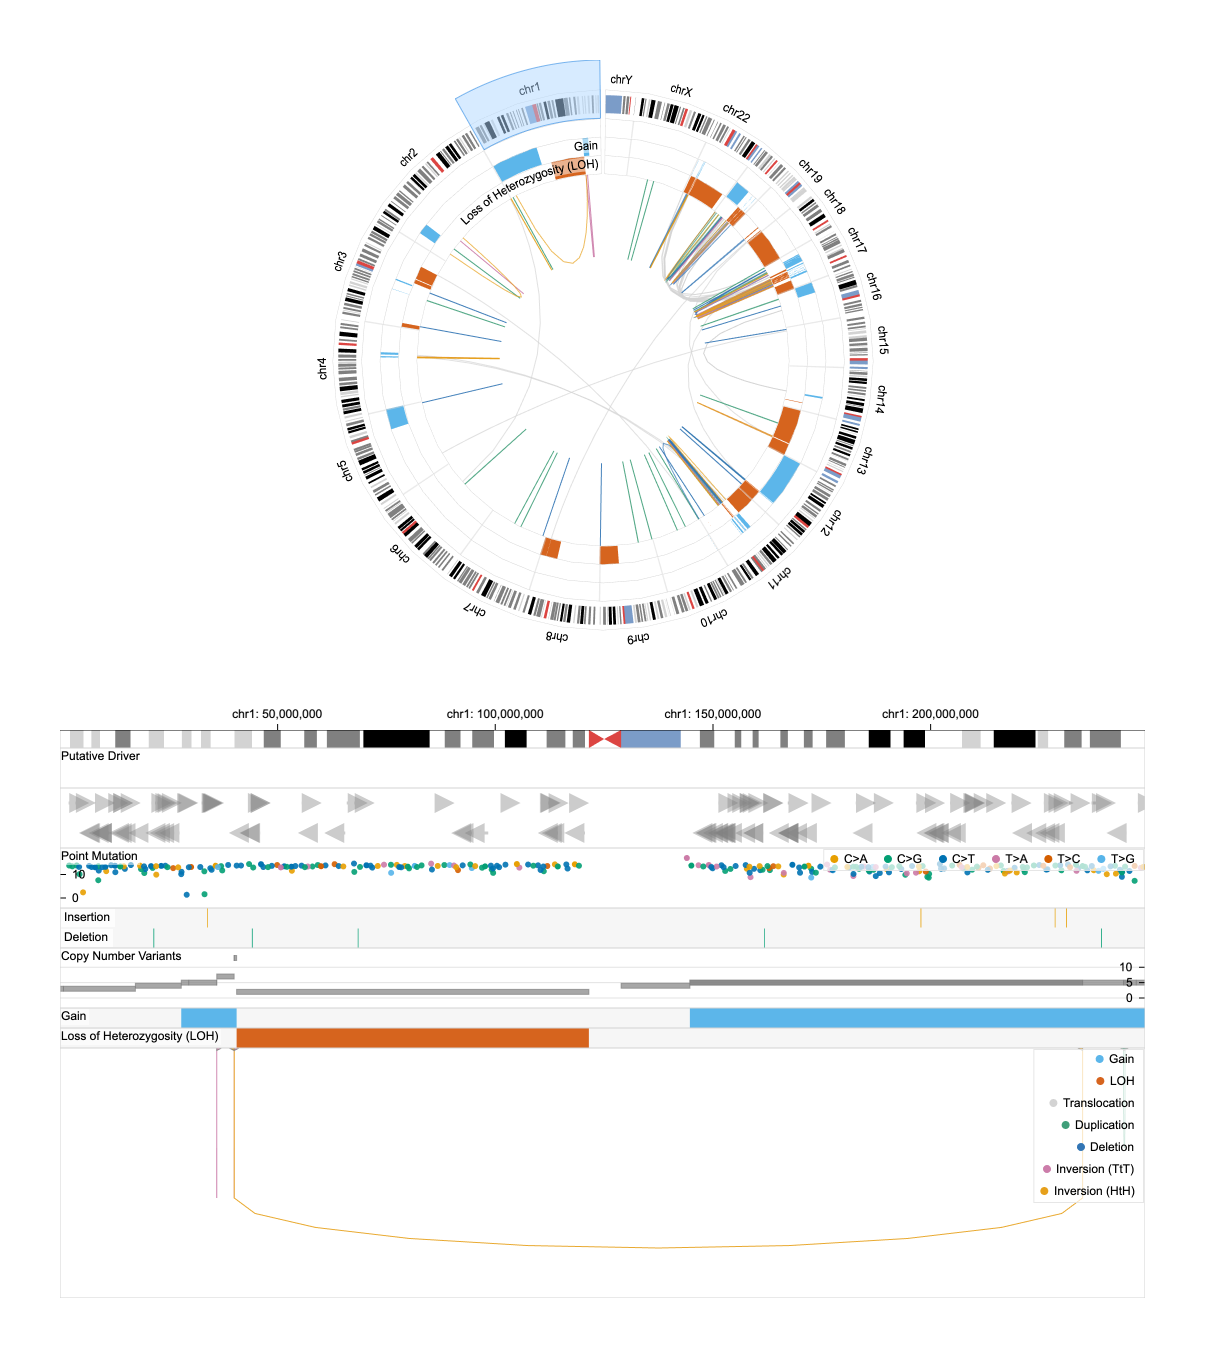 chrY
chrX
chr22
chr19
chr18
chr17
chr16
chr15
chr14
chr13
chr12
chr11
chr10
chr9
chr8
chr7
chr6
chr5
chr4
chr3
chr2
chr1
Gain
Loss of Heterozygosity (LOH)
chr1: 50,000,000 chr1: 100,000,000 chr1: 150,000,000 chr1: 200,000,000
Putative Driver
Point Mutation
C>A C>G C>T T>A T>C T>G
10
0
Insertion
Deletion
Copy Number Variants
10
5
0
Gain
Loss of Heterozygosity (LOH)
Gain
LOH
Translocation
Duplication
Deletion
Inversion (TtT)
Inversion (HtH)